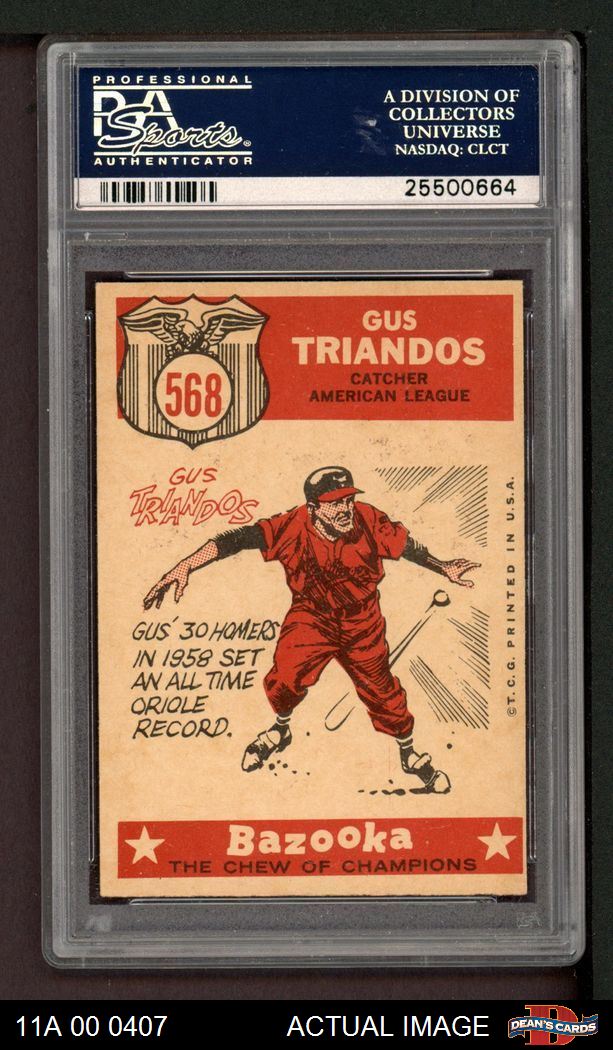 PROFESSIONAL
PSA
Sports®
AUTHENTICATOR
A DIVISION OF
COLLECTORS
UNIVERSE
NASDAQ: CLCT
25500664
568
GUS
TRIANDOS
CATCHER
AMERICAN LEAGUE
GUS
TRIANDOS
GUS' 30 HOMERS
IN 1958 SET
AN ALL TIME
ORIOLE
RECORD.
©T.C.G. PRINTED IN U.S.A.
Bazooka
THE CHEW OF CHAMPIONS
11A 00 0407
ACTUAL IMAGE
D
DEAN'S CARDS